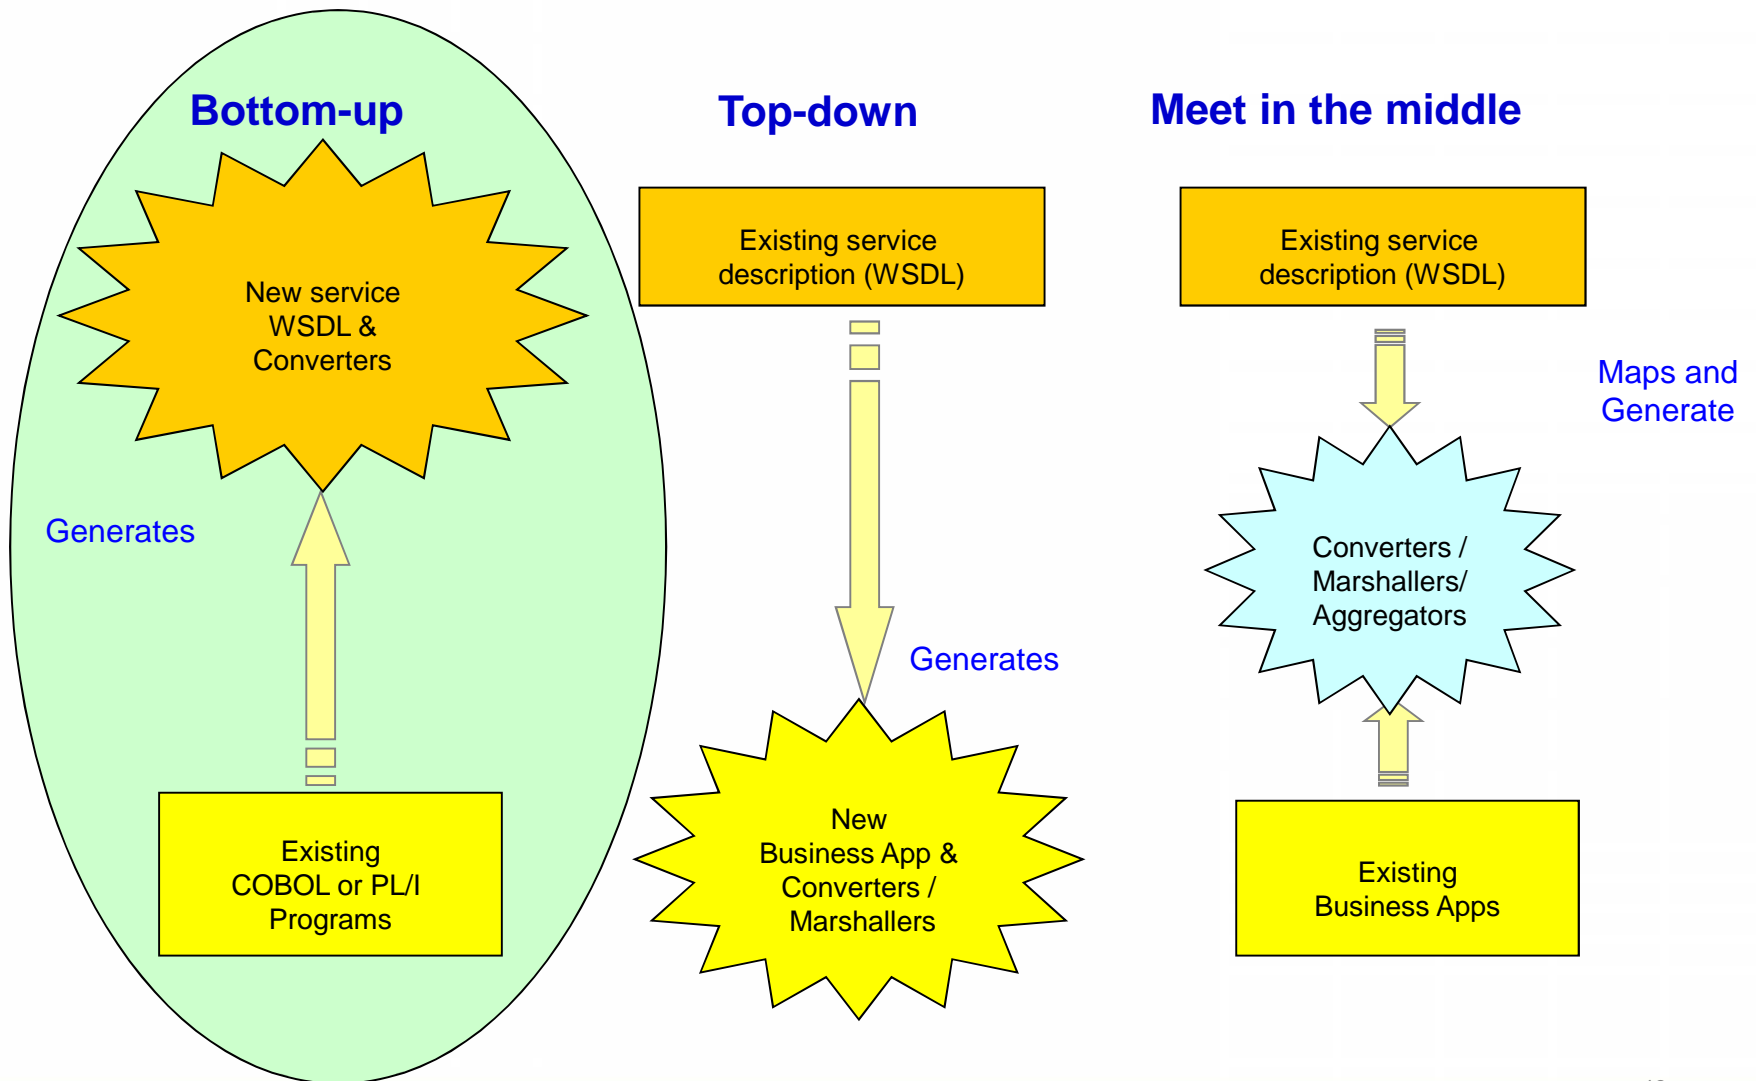 Bottom-up
New service
WSDL &
Converters
Generates
Existing
COBOL or PL/I
Programs
Top-down
Existing service
description (WSDL)
Generates
New
Business App &
Converters /
Marshallers
Meet in the middle
Existing service
description (WSDL)
Maps and
Generate
Converters /
Marshallers/
Aggregators
Existing
Business Apps